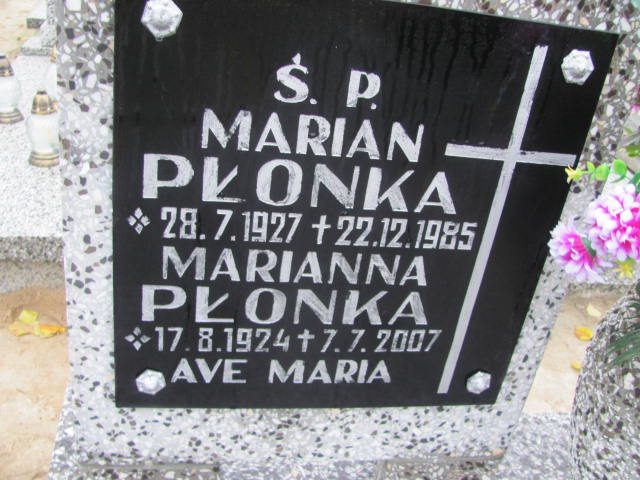 Ś. P.
MARIAN
PŁONKA
28.7.1927 † 22.12.1985
MARIANNA
PŁONKA
17.8.1924 † 7.7.2007
AVE MARIA